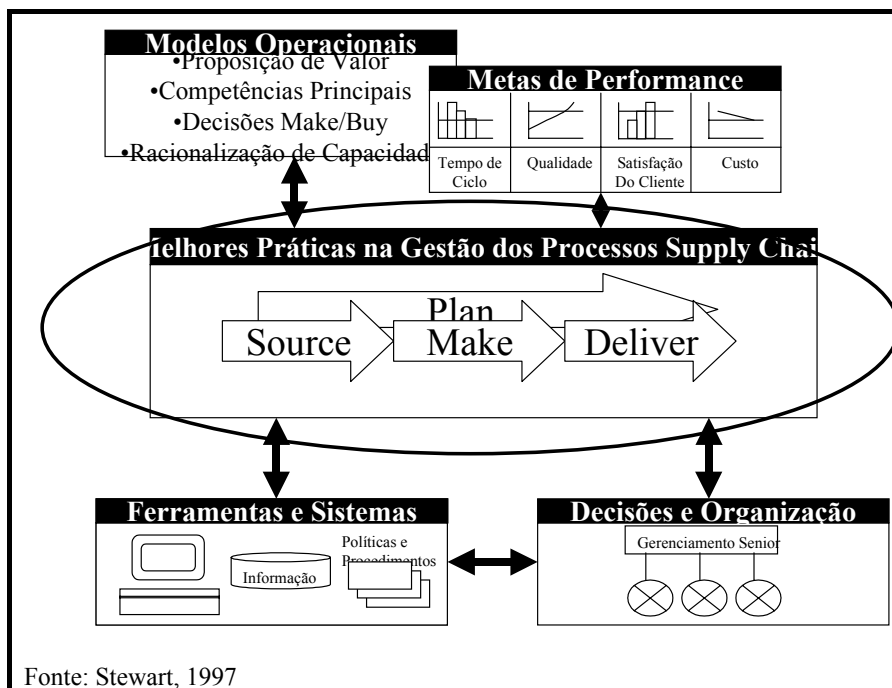 Modelos Operacionais
•Proposição de Valor
•Competências Principais
•Decisões Make/Buy
•Racionalização de Capacidad
Metas de Performance
Tempo de
Ciclo
Qualidade
Satisfação
Do Cliente
Custo
elhores Práticas na Gestão dos Processos Supply Chai
Plan
Source
Make
Deliver
Ferramentas e Sistemas
Políticas e
Procedimentos
Informação
Decisões e Organização
Gerenciamento Senior
Fonte: Stewart, 1997